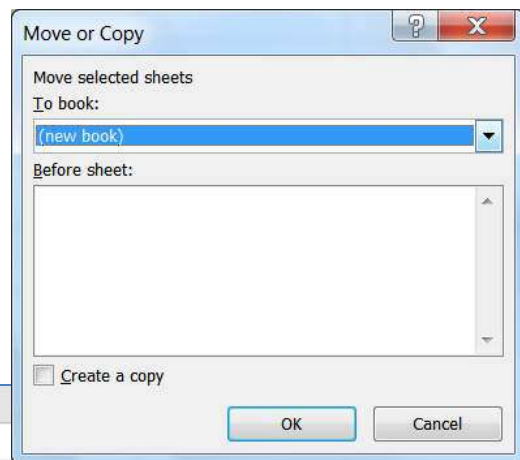 Move or Copy
Move selected sheets
To book:
(new book)
Before sheet:
Create a copy
OK
Cancel